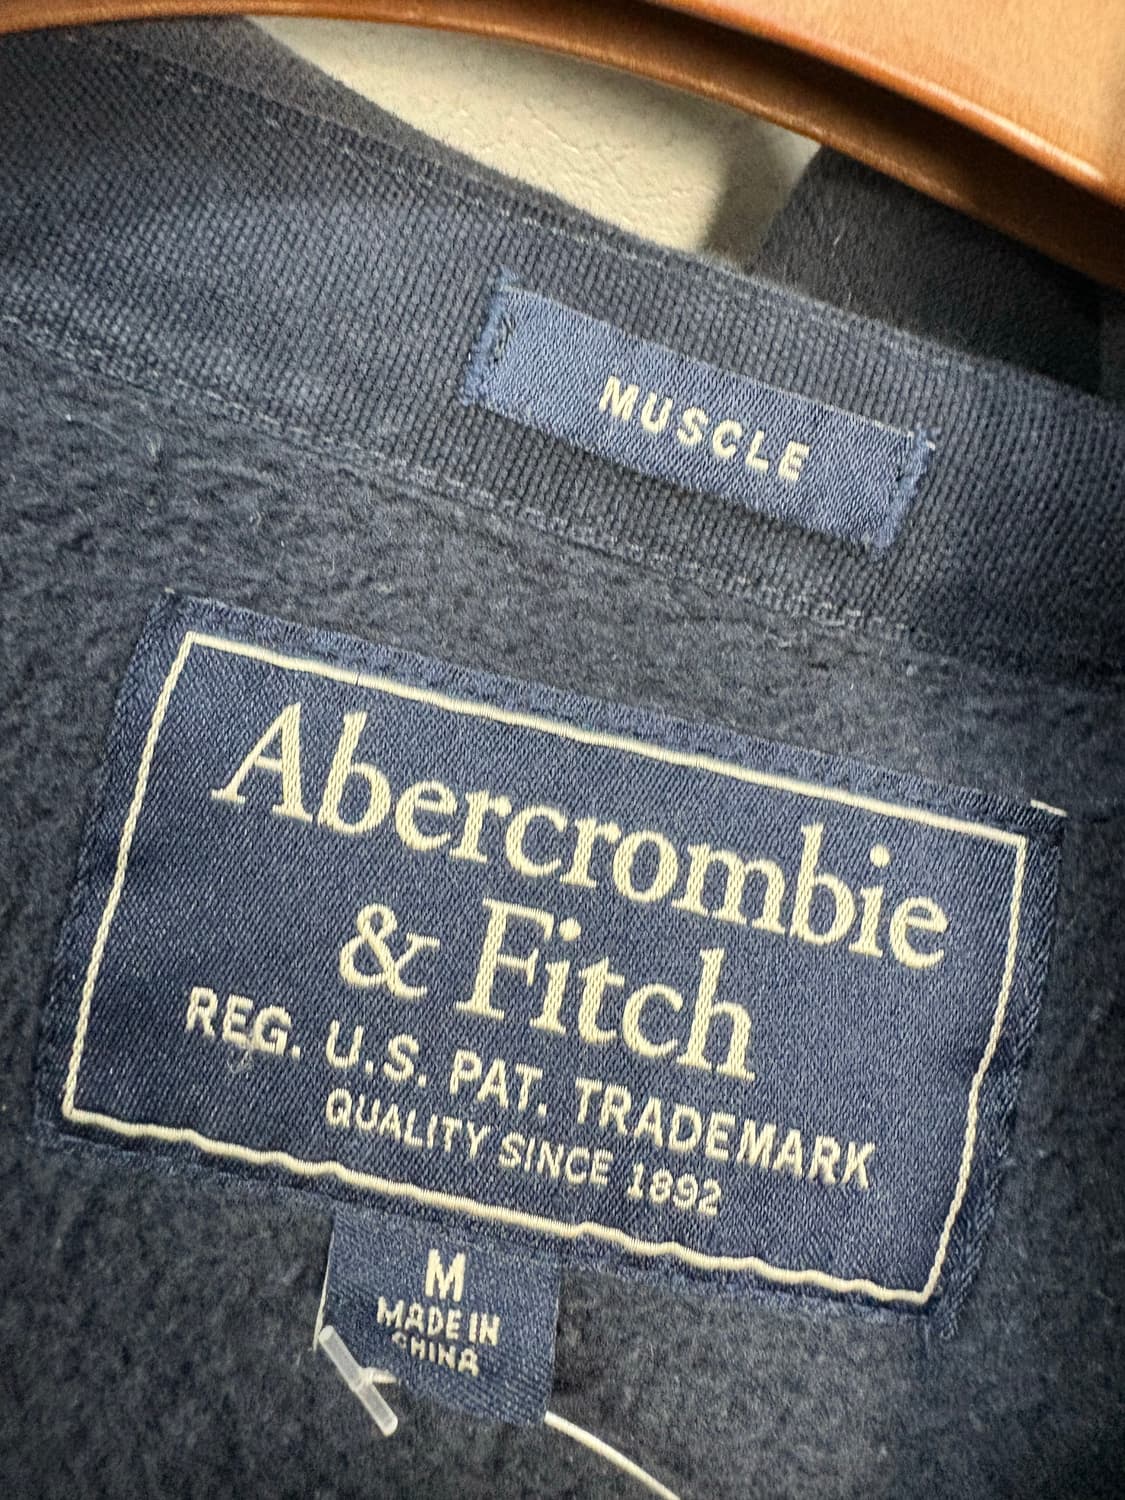 MUSCLE
Abercrombie
& Fitch
REG. U.S. PAT. TRADEMARK
QUALITY SINCE 1892
M
MADE IN
CHINA